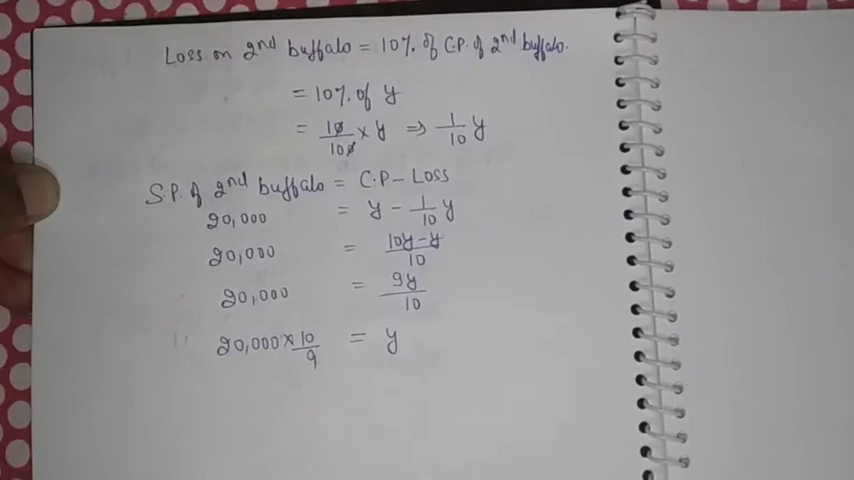 Loss on 2nd buffalo = 10% of C.P. of 2nd buffalo.
= 10% of y
= 10/100 × y ⇒ 1/10 y
S.P. of 2nd buffalo = C.P - Loss
20,000 = y - 1/10 y
20,000 = 10y - y/10
20,000 = 9y/10
20,000 × 10/9 = y